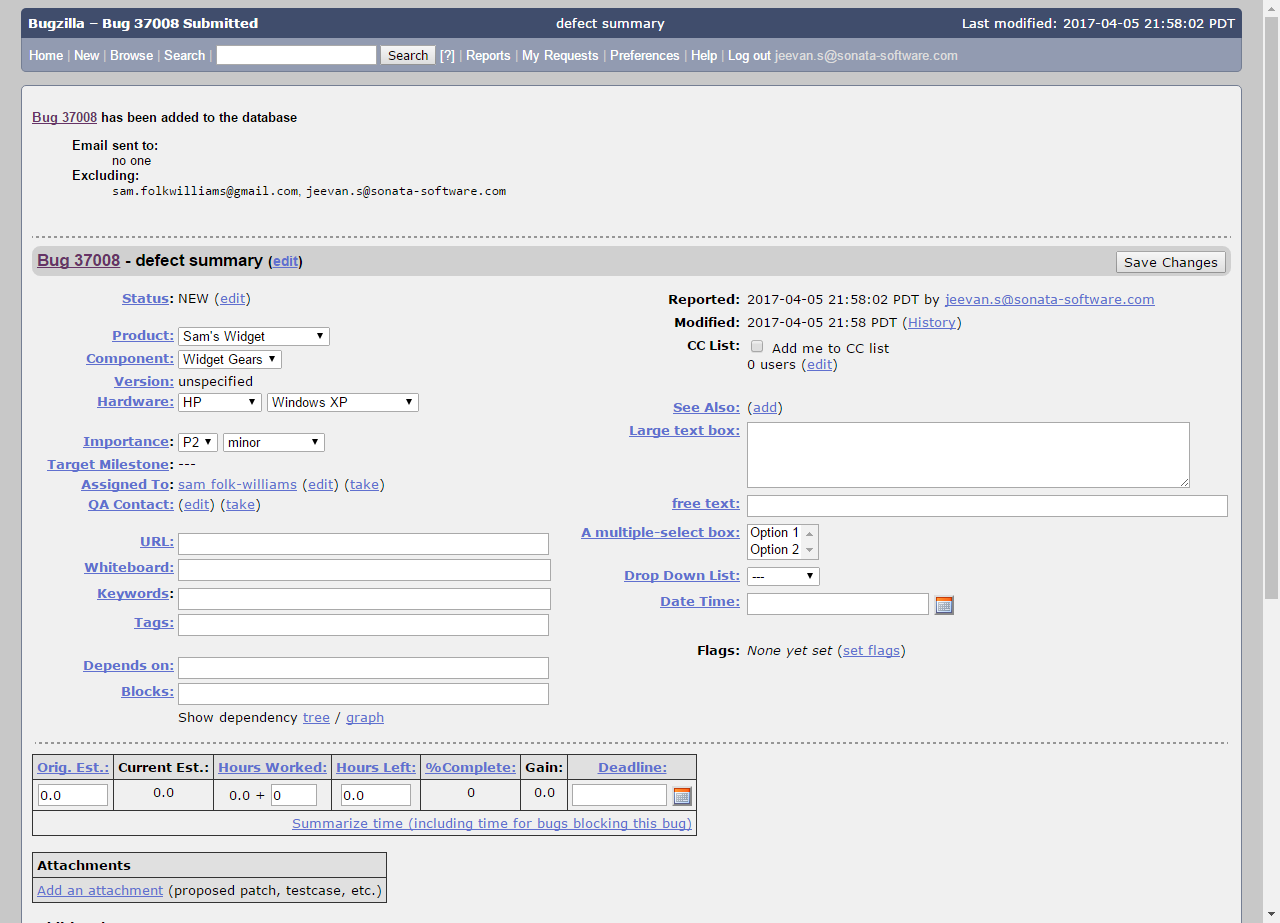 Bugzilla – Bug 37008 Submitted defect summary Last modified: 2017-04-05 21:58:02 PDT
Home | New | Browse | Search | Search [?] | Reports | My Requests | Preferences | Help | Log out jeevan.s@sonata-software.com
Bug 37008 has been added to the database
Email sent to:
no one
Excluding:
sam.folkwilliams@gmail.com, jeevan.s@sonata-software.com
Bug 37008 - defect summary (edit) Save Changes
Status: NEW (edit)
Product: Sam's Widget
Component: Widget Gears
Version: unspecified
Hardware: HP Windows XP
Importance: P2 minor
Target Milestone: ---
Assigned To: sam folk-williams (edit) (take)
QA Contact: (edit) (take)
URL:
Whiteboard:
Keywords:
Tags:
Depends on:
Blocks:
Show dependency tree / graph
Reported: 2017-04-05 21:58:02 PDT by jeevan.s@sonata-software.com
Modified: 2017-04-05 21:58 PDT (History)
CC List: Add me to CC list
0 users (edit)
See Also: (add)
Large text box:
free text:
A multiple-select box: Option 1
Option 2
Drop Down List: ---
Date Time:
Flags: None yet set (set flags)
Orig. Est.: Current Est.: Hours Worked: Hours Left: %Complete: Gain: Deadline:
0.0 0.0 0.0 + 0 0.0 0 0.0
Summarize time (including time for bugs blocking this bug)
Attachments
Add an attachment (proposed patch, testcase, etc.)